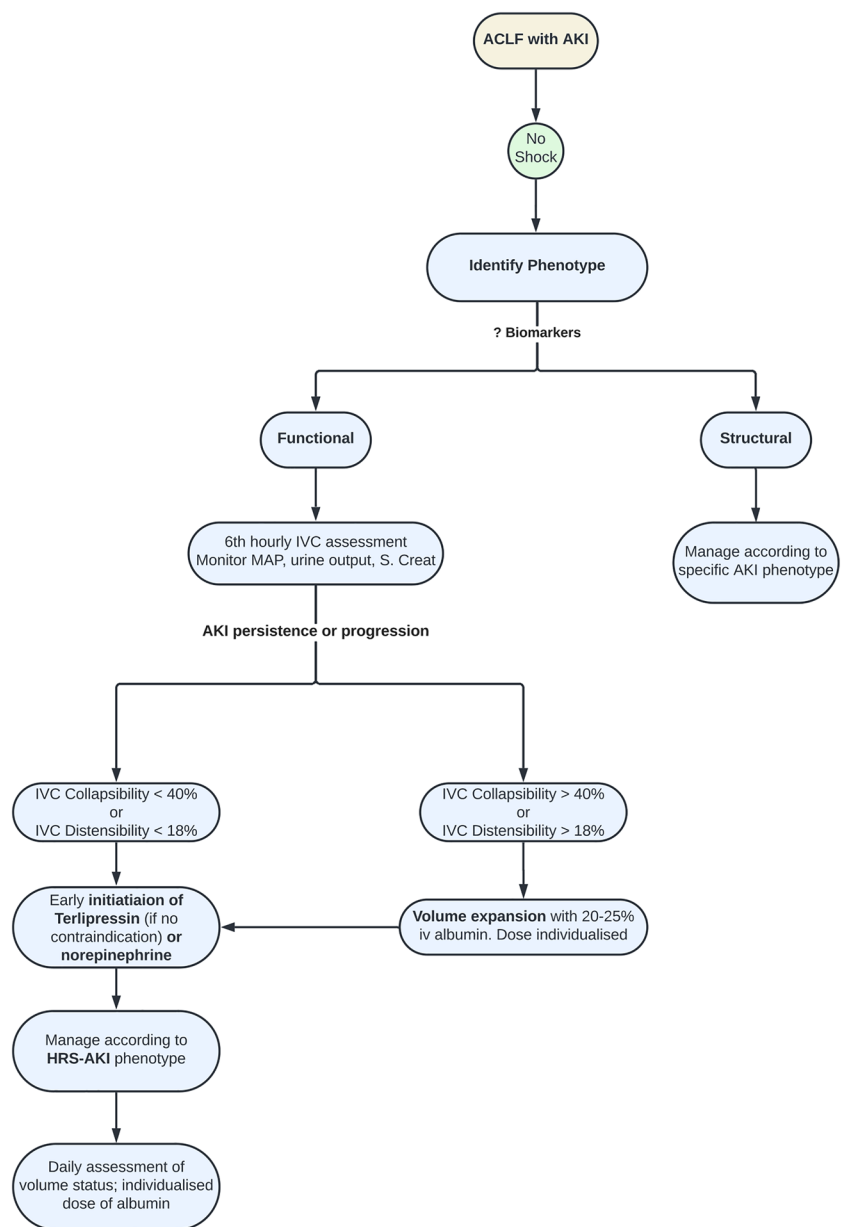 ACLF with AKI
No
Shock
Identify Phenotype
? Biomarkers
Functional
Structural
6th hourly IVC assessment
Monitor MAP, urine output, S. Creat
Manage according to
specific AKI phenotype
AKI persistence or progression
IVC Collapsibility < 40%
or
IVC Distensibility < 18%
IVC Collapsibility > 40%
or
IVC Distensibility > 18%
Early initiatiaion of
Terlipressin (if no
contraindication) or
norepinephrine
Volume expansion with 20-25%
iv albumin. Dose individualised
Manage according to
HRS-AKI phenotype
Daily assessment of
volume status; individualised
dose of albumin